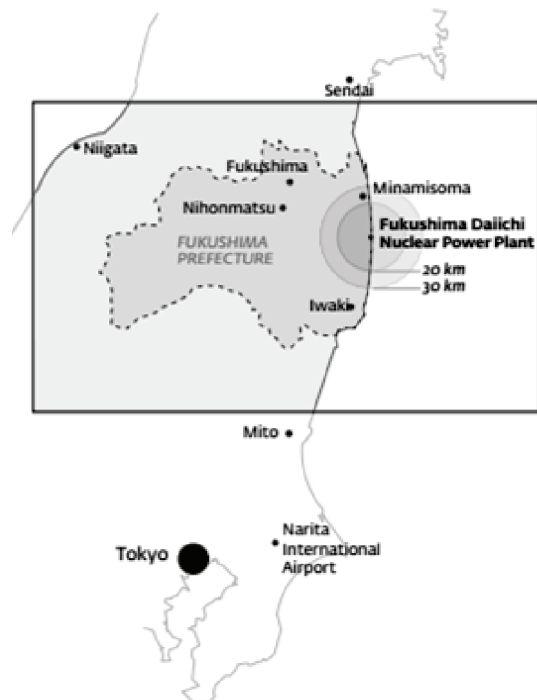 Sendai
Niigata
Fukushima
Minamisoma
Nihonmatsu
Fukushima Daiichi
Nuclear Power Plant
FUKUSHIMA
PREFECTURE
20 km
30 km
Iwaki
Mito
Narita
International
Airport
Tokyo